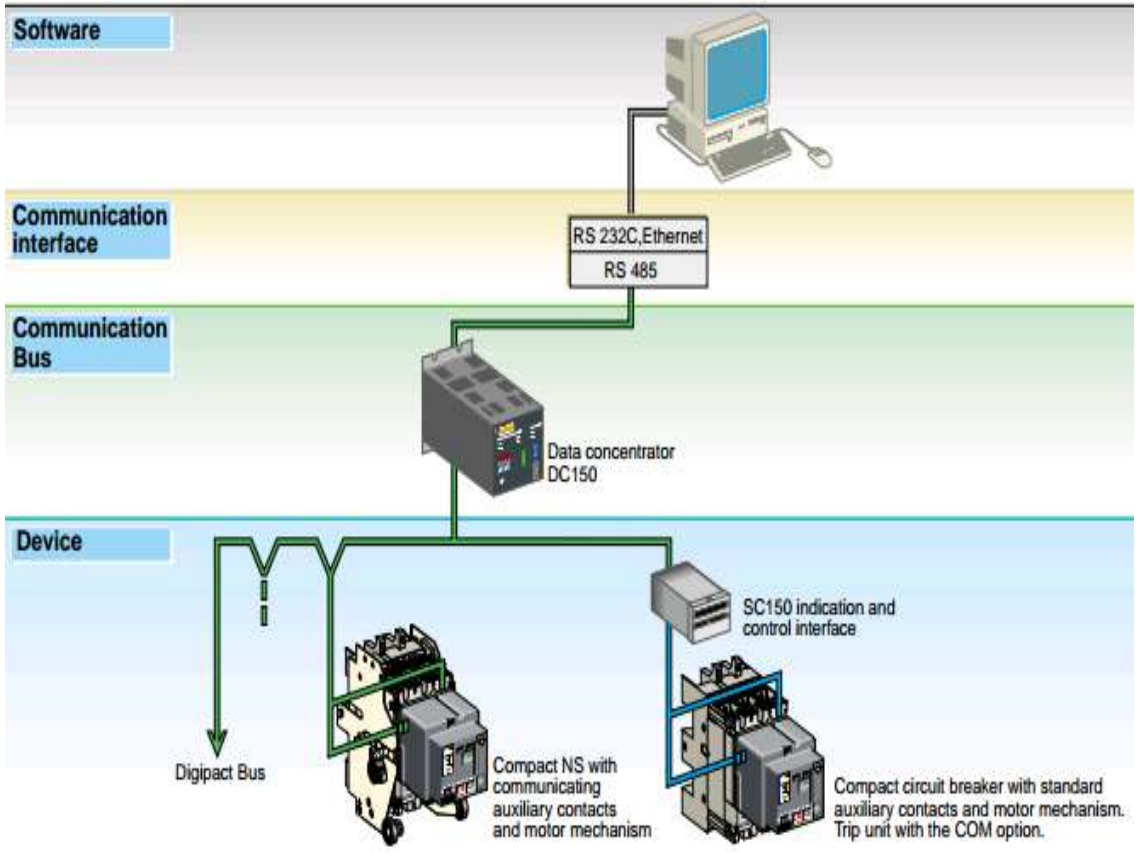 Software
Communication
interface
RS 232C,Ethernet
RS 485
Communication
Bus
Data concentrator
DC150
Device
SC150 indication and
control interface
Digipact Bus
Compact NS with
communicating
auxiliary contacts
and motor mechanism
Compact circuit breaker with standard
auxiliary contacts and motor mechanism.
Trip unit with the COM option.